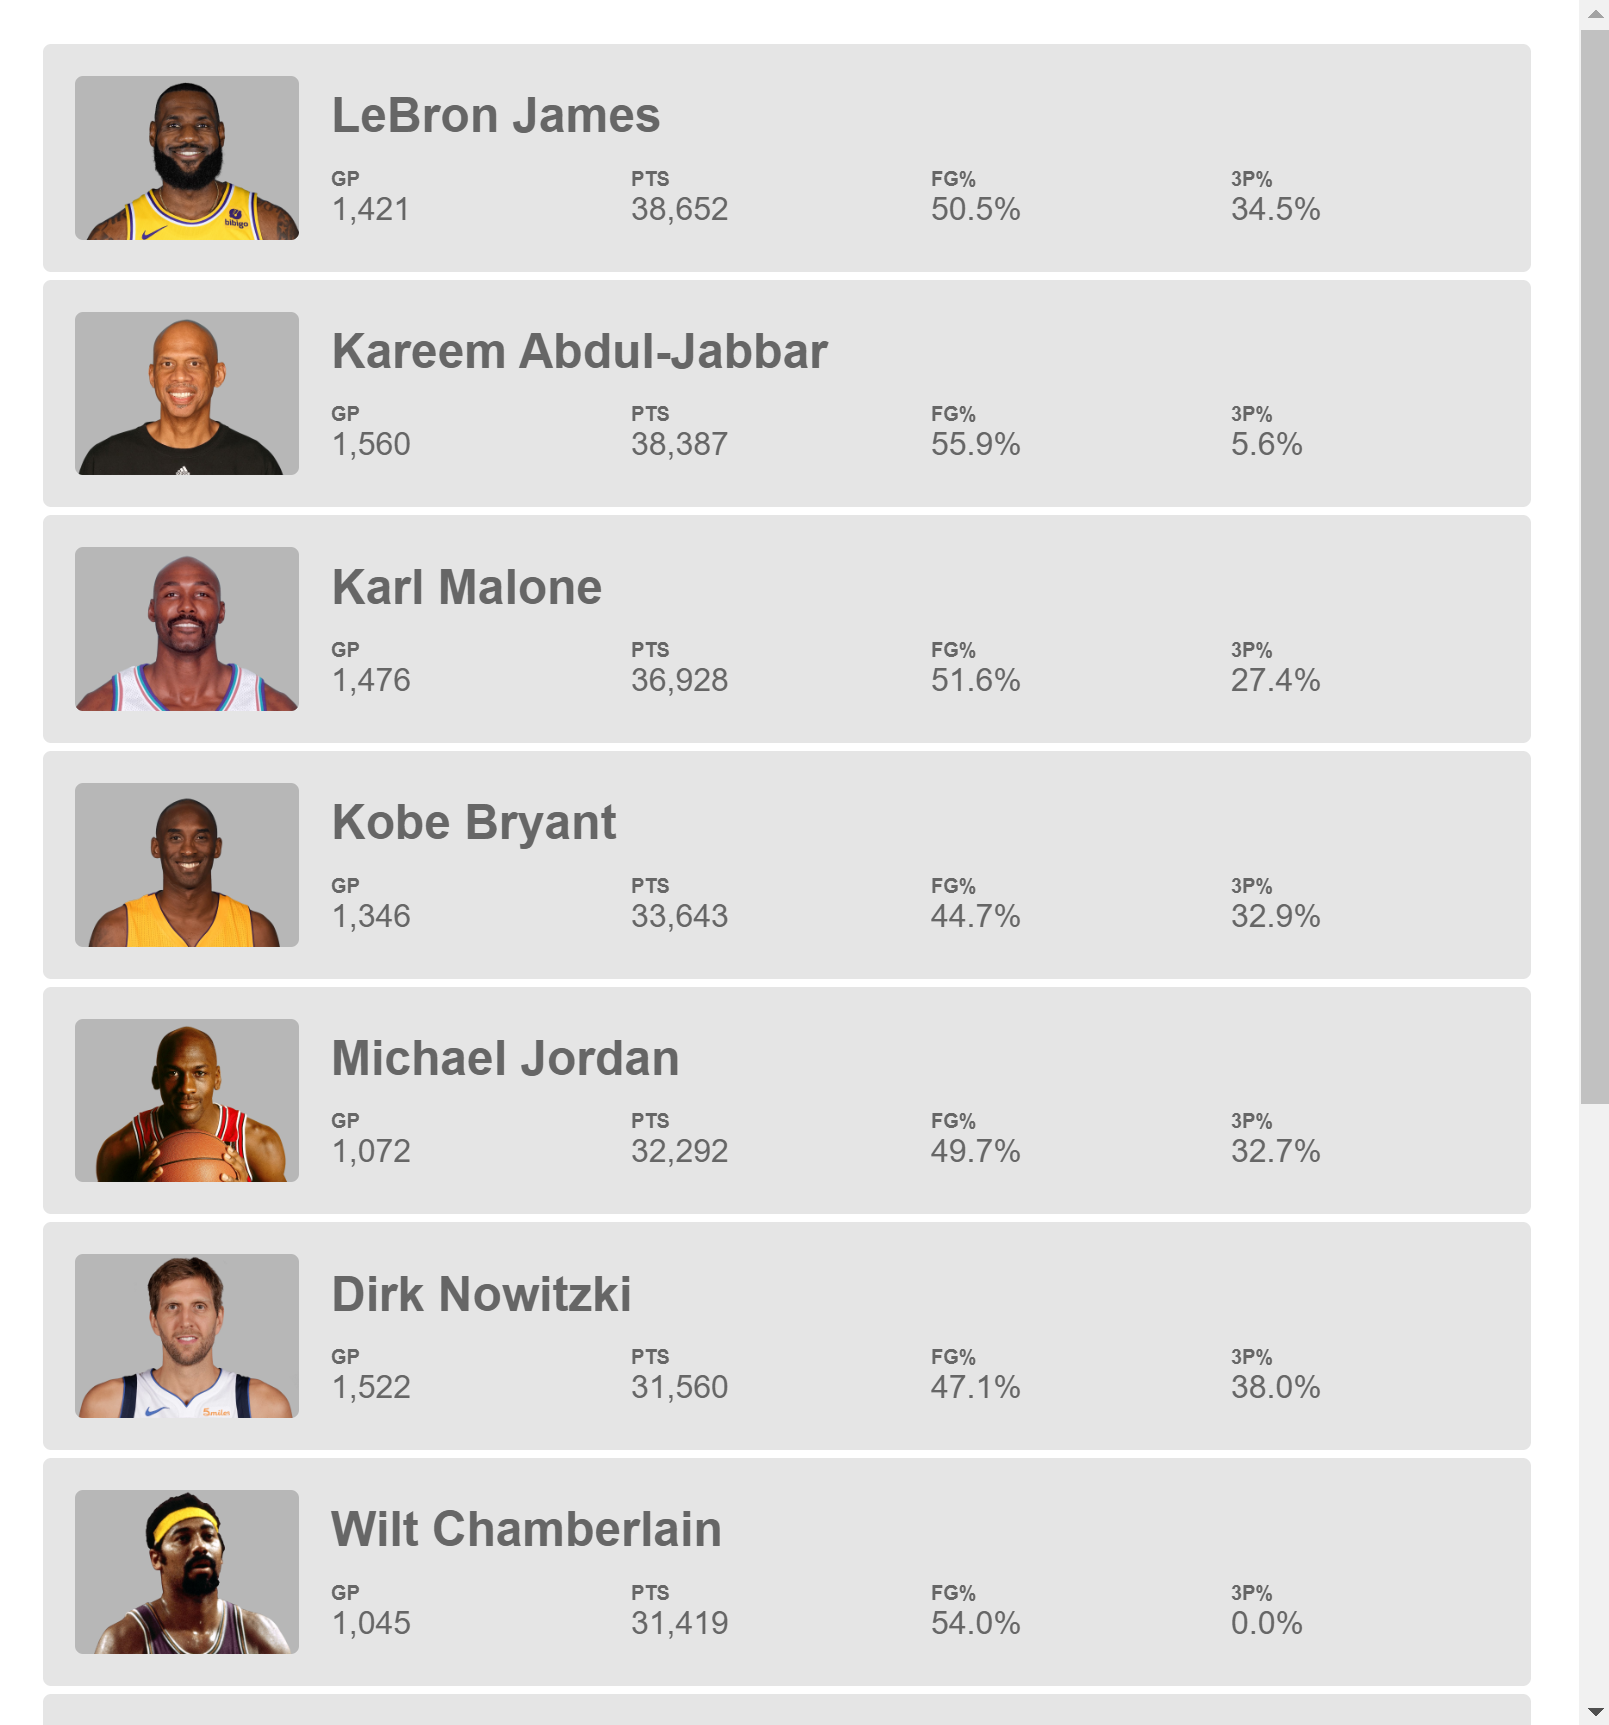 LeBron James
GP PTS FG% 3P%
1,421 38,652 50.5% 34.5%
bibigo
Kareem Abdul-Jabbar
GP PTS FG% 3P%
1,560 38,387 55.9% 5.6%
Karl Malone
GP PTS FG% 3P%
1,476 36,928 51.6% 27.4%
Kobe Bryant
GP PTS FG% 3P%
1,346 33,643 44.7% 32.9%
Michael Jordan
GP PTS FG% 3P%
1,072 32,292 49.7% 32.7%
Dirk Nowitzki
GP PTS FG% 3P%
1,522 31,560 47.1% 38.0%
5miles
Wilt Chamberlain
GP PTS FG% 3P%
1,045 31,419 54.0% 0.0%